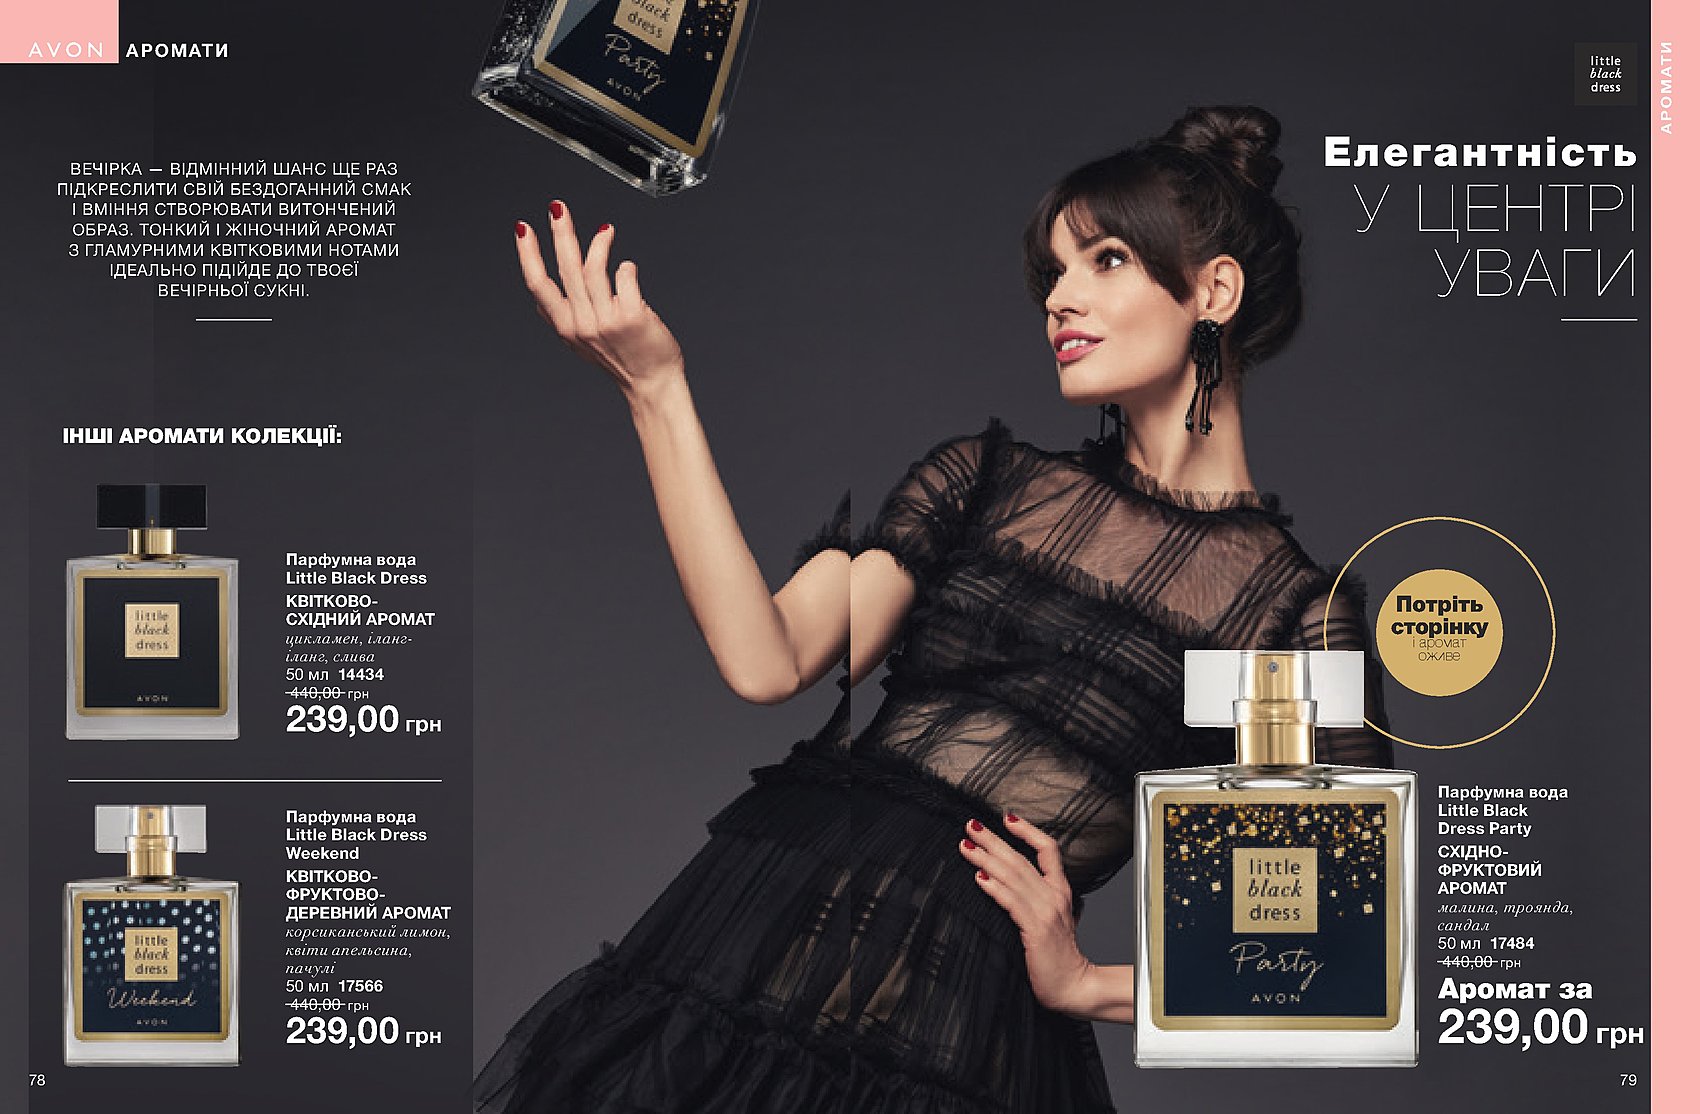 AVON АРОМАТИ
ВЕЧІРКА — ВІДМІННИЙ ШАНС ЩЕ РАЗ
ПІДКРЕСЛИТИ СВІЙ БЕЗДОГАННИЙ СМАК
І ВМІННЯ СТВОРЮВАТИ ВИТОНЧЕНИЙ
ОБРАЗ. ТОНКИЙ І ЖІНОЧНИЙ АРОМАТ
З ГЛАМУРНИМИ КВІТКОВИМИ НОТАМИ
ІДЕАЛЬНО ПІДІЙДЕ ДО ТВОЄЇ
ВЕЧІРНЬОЇ СУКНІ.
ІНШІ АРОМАТИ КОЛЕКЦІЇ:
little
black
dress
AVON
Парфумна вода
Little Black Dress
КВІТКОВО-
СХІДНИЙ АРОМАТ
цикламен, іланг-
іланг, слива
50 мл 14434
440,00 грн
239,00 грн
little
black
dress
Weekend
AVON
Парфумна вода
Little Black Dress
Weekend
КВІТКОВО-
ФРУКТОВО-
ДЕРЕВНИЙ АРОМАТ
корсиканський лимон,
квіти апельсина,
пачулі
50 мл 17566
440,00 грн
239,00 грн
78
black
dress
Party
AVON
little
black
dress
АРОМАТИ
Елегантність
У ЦЕНТРІ
УВАГИ
Потріть
сторінку
і аромат
оживе
little
black
dress
Party
AVON
Парфумна вода
Little Black
Dress Party
СХІДНО-
ФРУКТОВИЙ
АРОМАТ
малина, троянда,
сандал
50 мл 17484
440,00 грн
Аромат за
239,00 грн
79